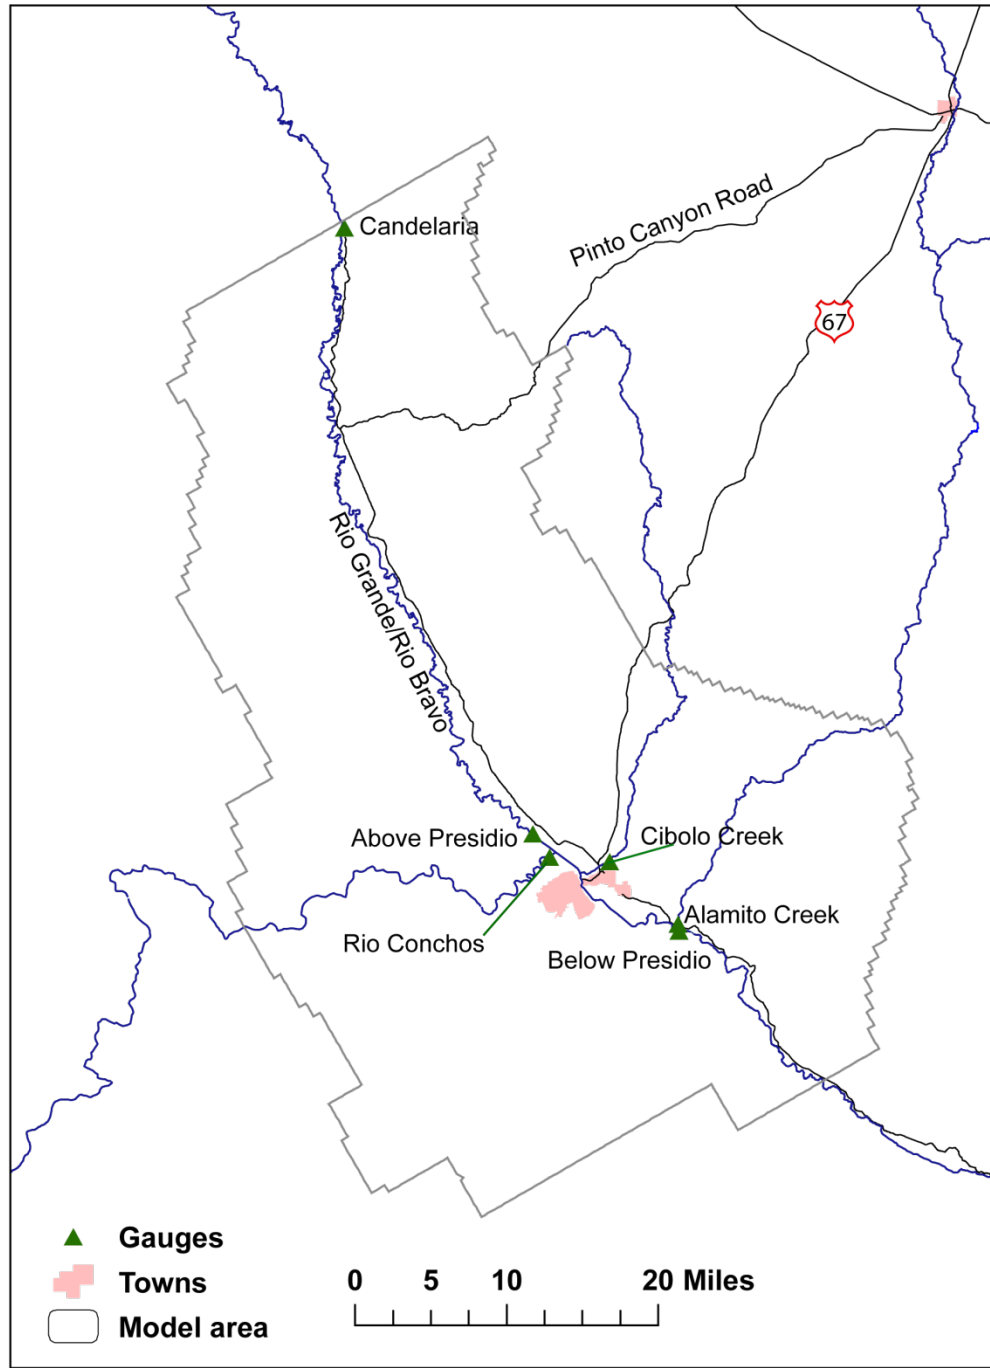 Candelaria
Pinto Canyon Road
67
Rio Grande/Rio Bravo
Above Presidio
Cibolo Creek
Rio Conchos
Alamito Creek
Below Presidio
Gauges
Towns
Model area
0 5 10 20 Miles